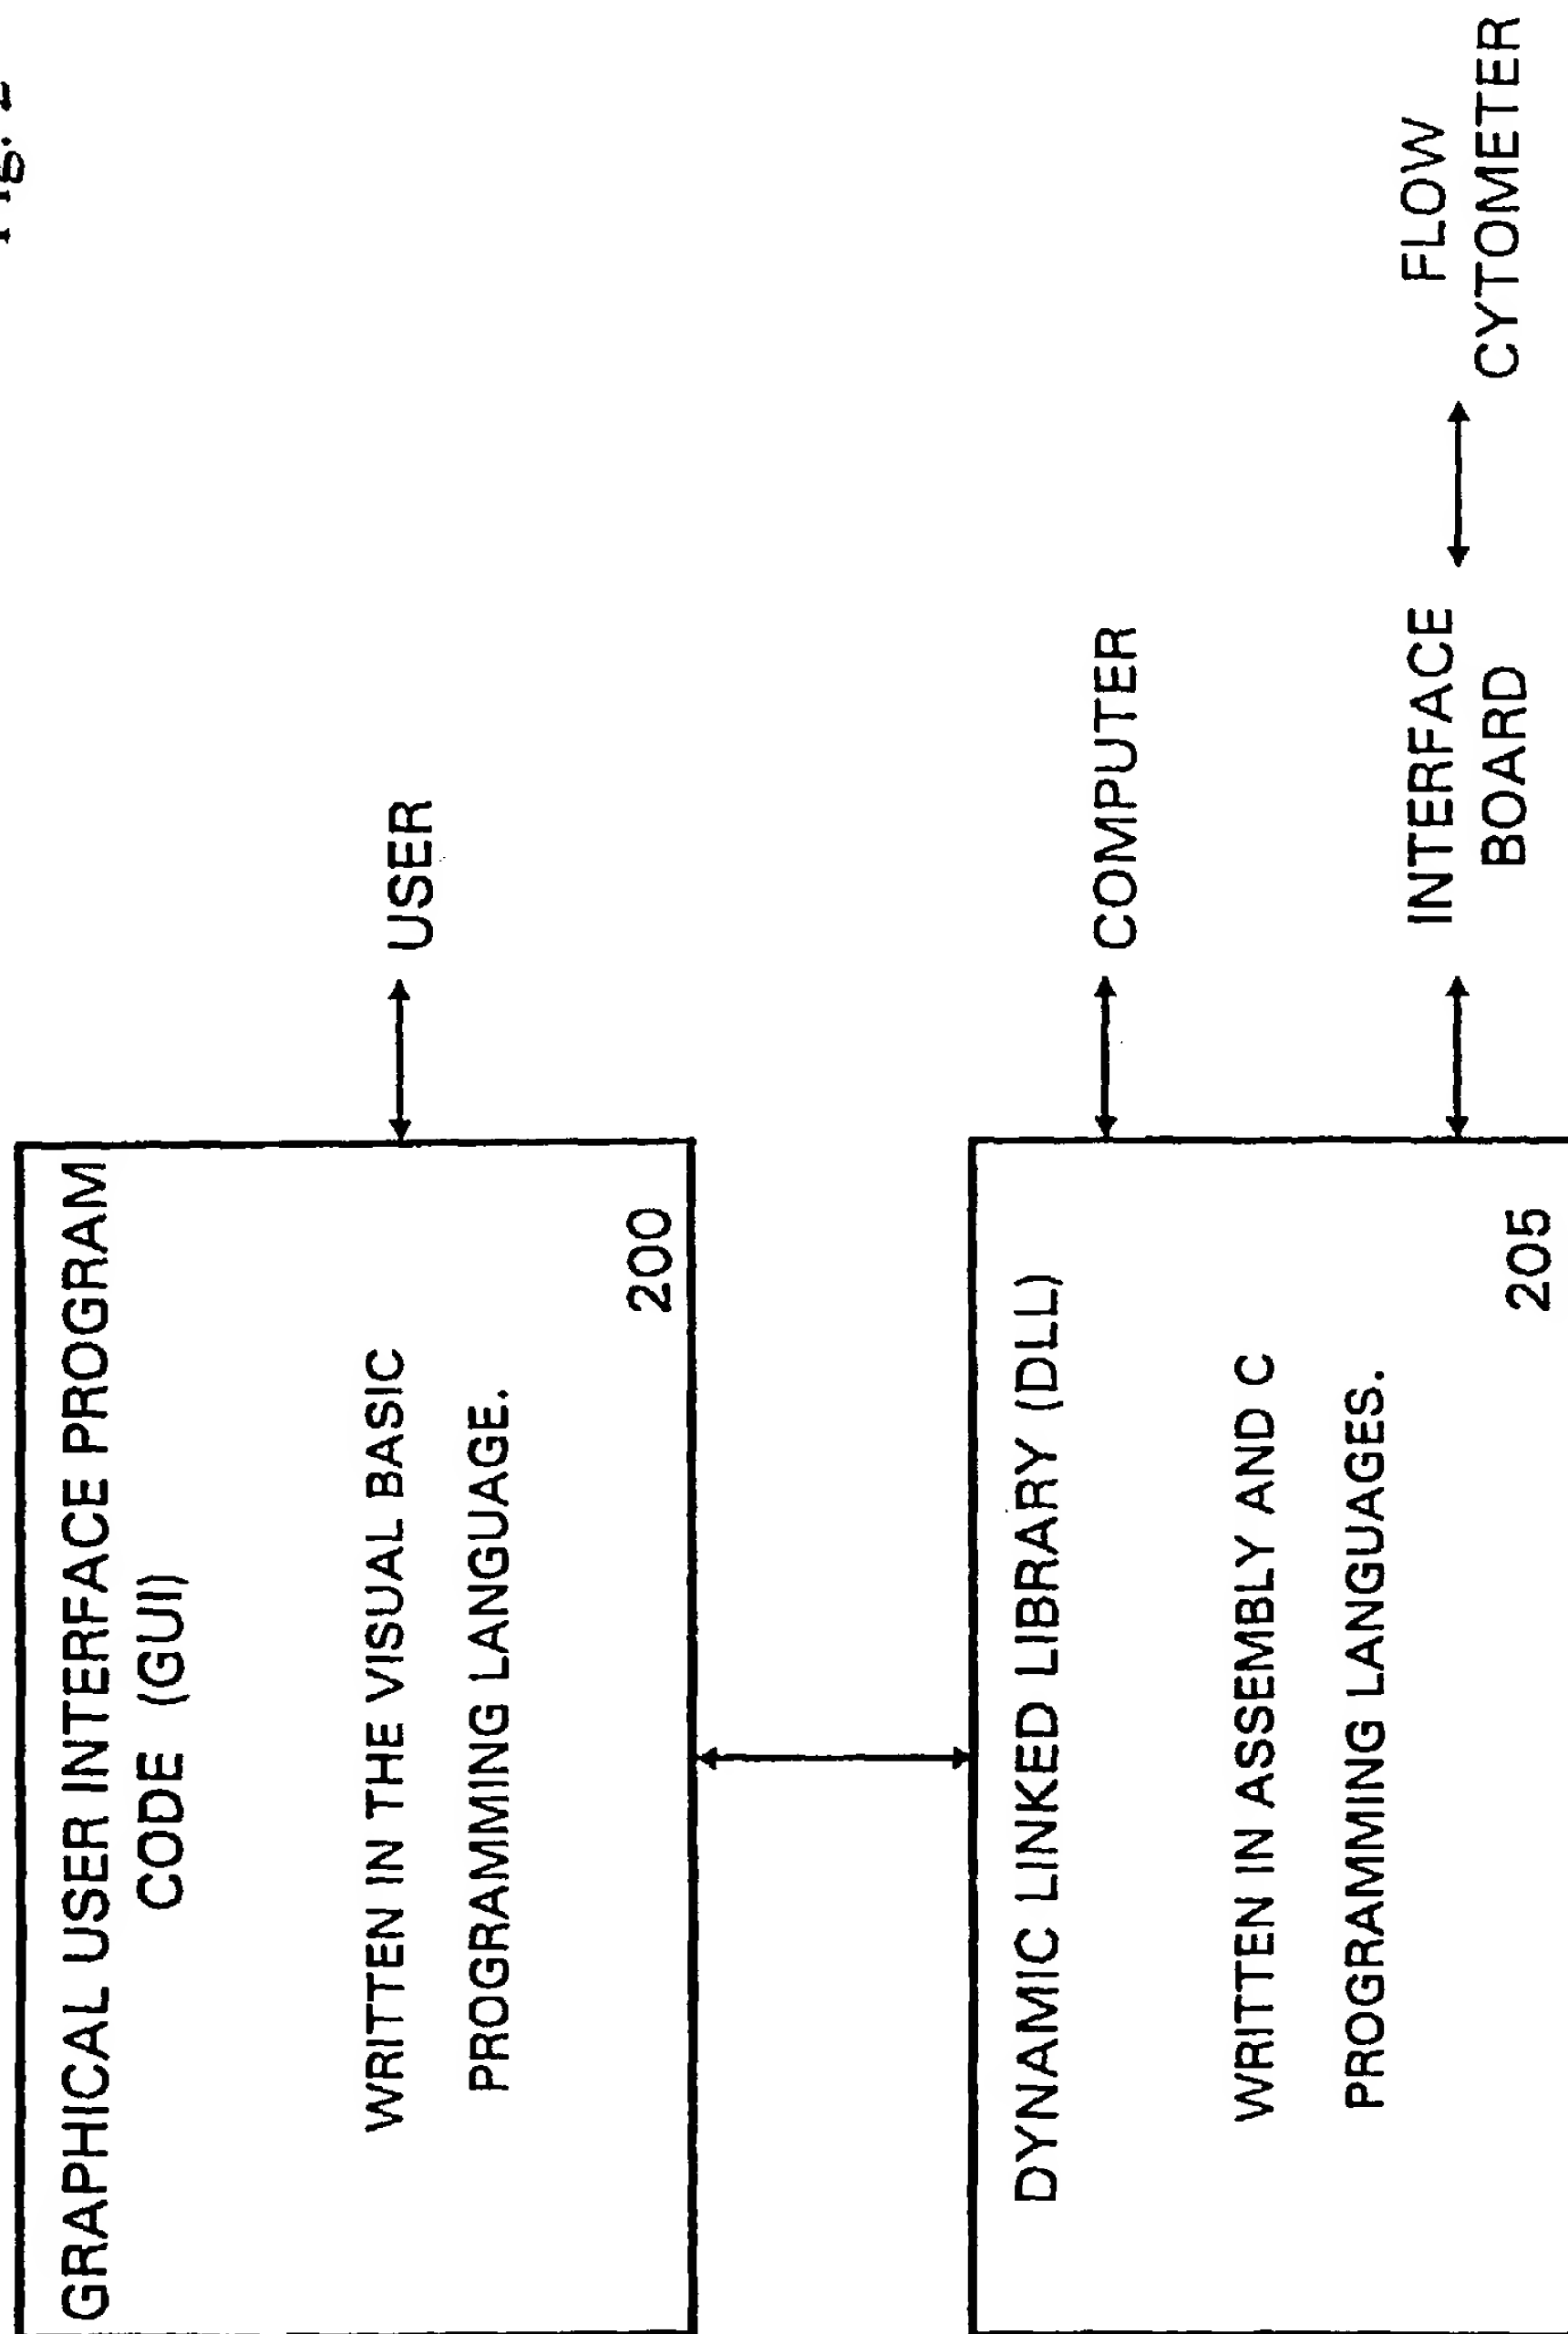 GRAPHICAL USER INTERFACE PROGRAM
CODE (GUI)
WRITTEN IN THE VISUAL BASIC
PROGRAMMING LANGUAGE.
200
USER
DYNAMIC LINKED LIBRARY (DLL)
WRITTEN IN ASSEMBLY AND C
PROGRAMMING LANGUAGES.
205
COMPUTER
INTERFACE
BOARD
FLOW
CYTOMETER